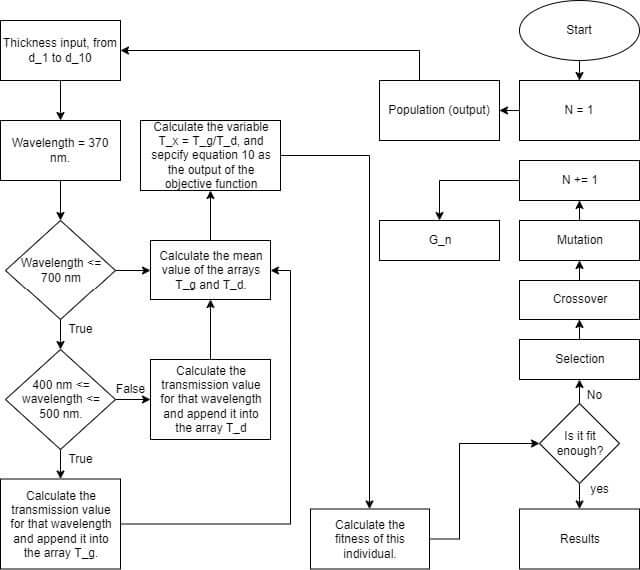 Start
Thickness input, from
d_1 to d_10
Population (output)
N = 1
Wavelength = 370
nm.
Calculate the variable
T_x = T_g/T_d, and
sepcify equation 10 as
the output of the
objective function
N += 1
G_n
Mutation
Wavelength <=
700 nm
Calculate the mean
value of the arrays
T_g and T_d.
Crossover
True
Selection
400 nm <=
wavelength <=
500 nm.
False
Calculate the
transmission value
for that wavelength
and append it into
the array T_d
No
Is it fit
enough?
True
yes
Calculate the
transmission value
for that wavelength
and append it into
the array T_g.
Calculate the
fitness of this
individual.
Results